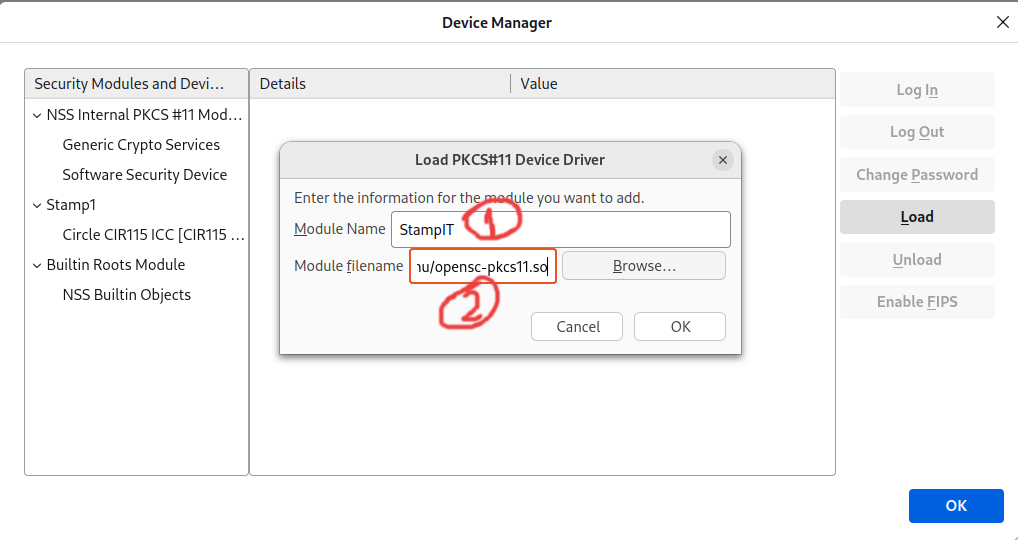 Device Manager
Security Modules and Devi…
Details
Value
NSS Internal PKCS #11 Mod…
Generic Crypto Services
Software Security Device
Stamp1
Circle CIR115 ICC [CIR115 …
Builtin Roots Module
NSS Builtin Objects
Load PKCS#11 Device Driver
Enter the information for the module you want to add.
Module Name
StampIT
1
Module filename
nu/opensc-pkcs11.so
Browse…
2
Cancel
OK
Log In
Log Out
Change Password
Load
Unload
Enable FIPS
OK